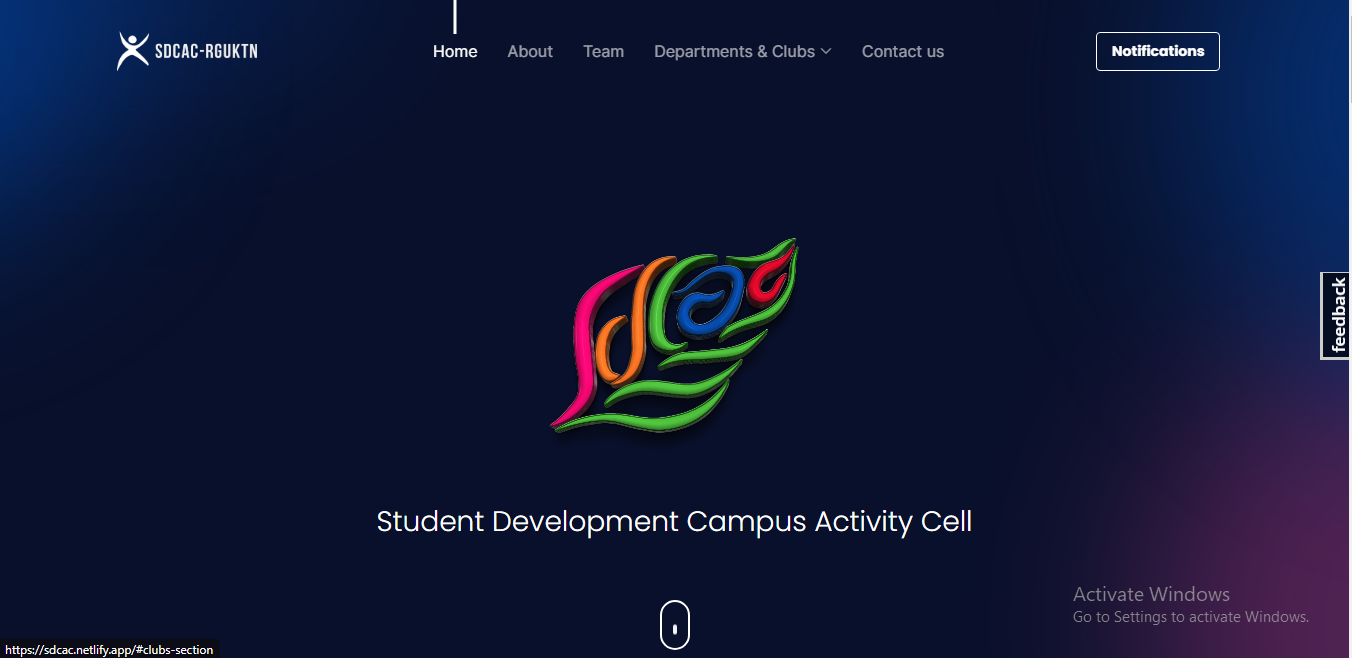 SDCAC-RGUKTN
Home About Team Departments & Clubs Contact us
Notifications
sdcac
feedback
Student Development Campus Activity Cell
Activate Windows
Go to Settings to activate Windows.
https://sdcac.netlify.app/#clubs-section